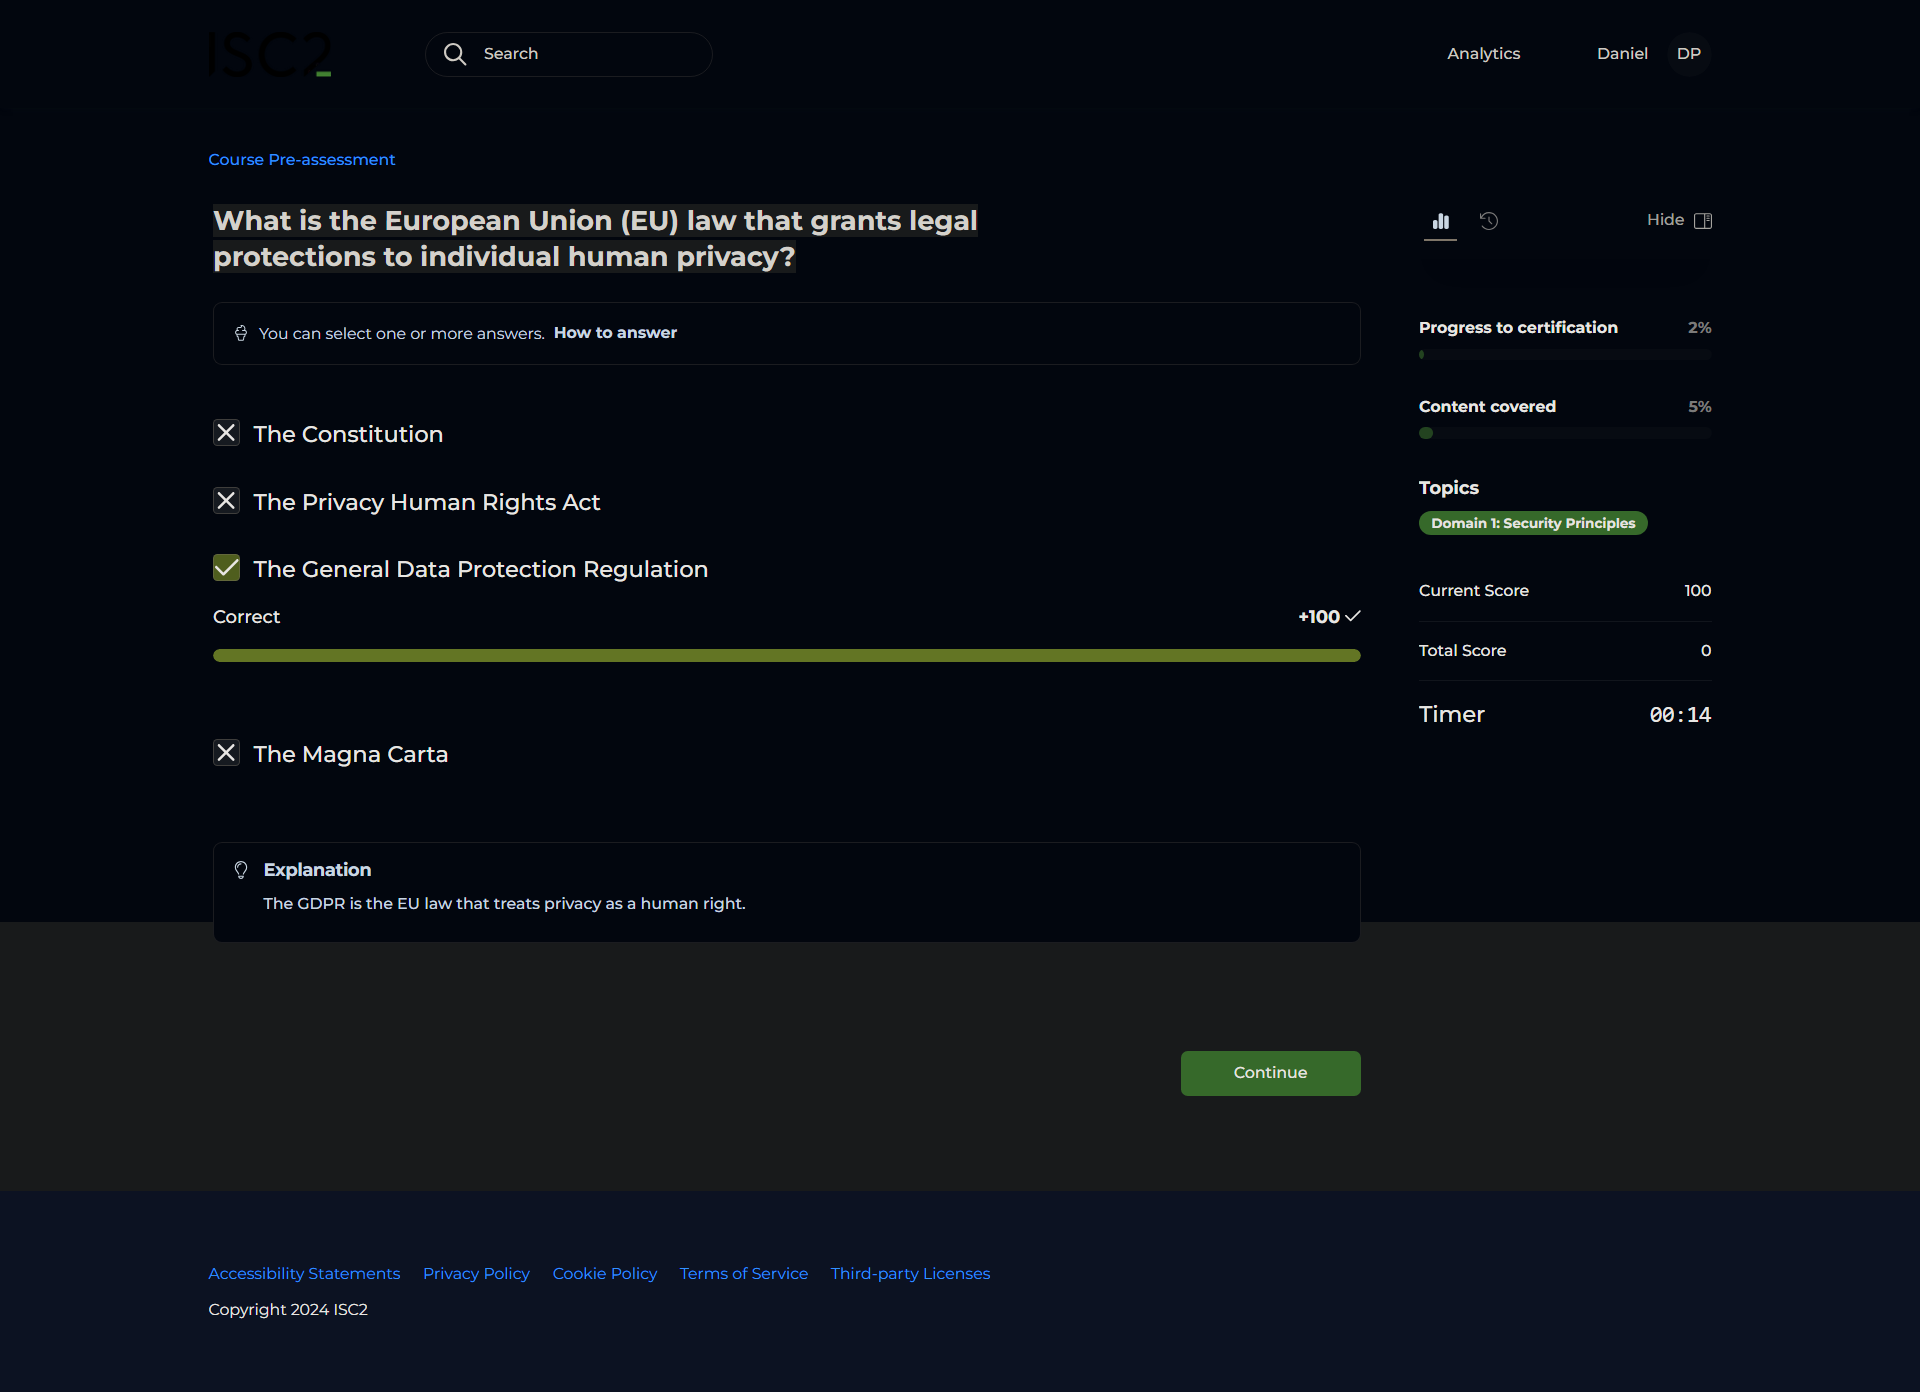 ISC2
Search
Analytics
Daniel
DP
Course Pre-assessment
What is the European Union (EU) law that grants legal
protections to individual human privacy?
You can select one or more answers. How to answer
The Constitution
The Privacy Human Rights Act
The General Data Protection Regulation
Correct
+100
The Magna Carta
Explanation
The GDPR is the EU law that treats privacy as a human right.
Continue
Hide
Progress to certification 2%
Content covered 5%
Topics
Domain 1: Security Principles
Current Score 100
Total Score 0
Timer 00:14
Accessibility Statements Privacy Policy Cookie Policy Terms of Service Third-party Licenses
Copyright 2024 ISC2